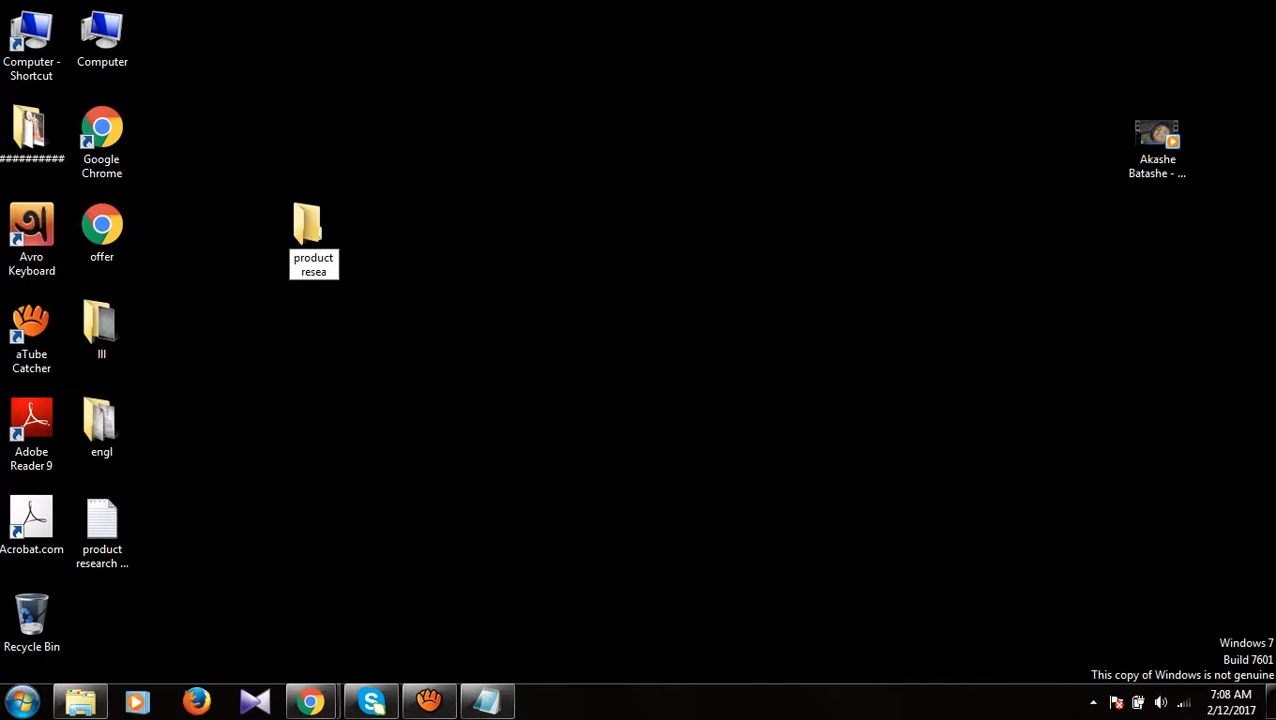 Computer -
Shortcut
Computer
##########
Google
Chrome
Akashe
Batashe - ...
Avro
Keyboard
offer
product
resea
aTube
Catcher
lll
Adobe
Reader 9
engl
Acrobat.com
product
research ...
Recycle Bin
Windows 7
Build 7601
This copy of Windows is not genuine
7:08 AM
2/12/2017